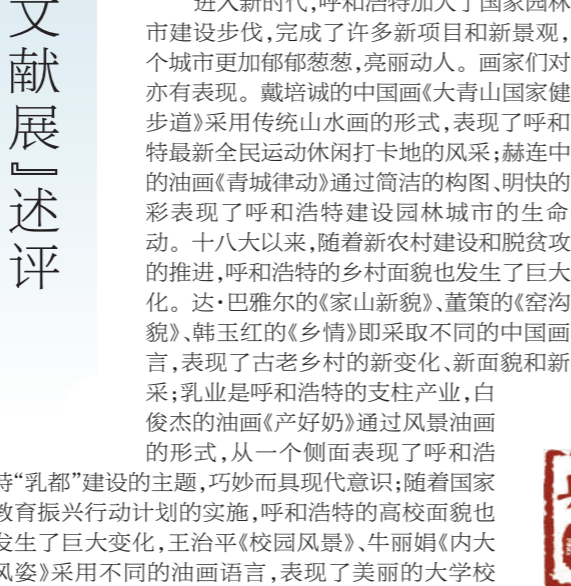 文献展』述评
进入新时代,呼和浩特加大了国家园林
市建设步伐,完成了许多新项目和新景观,
个城市更加郁郁葱葱,亮丽动人。画家们对
亦有表现。戴培诚的中国画《大青山国家健
步道》采用传统山水画的形式,表现了呼和
特最新全民运动休闲打卡地的风采;赫连中
的油画《青城律动》通过简洁的构图、明快的
彩表现了呼和浩特建设园林城市的生命
动。十八大以来,随着新农村建设和脱贫攻
的推进,呼和浩特的乡村面貌也发生了巨大
化。达·巴雅尔的《家山新貌》、董策的《窑沟
貌》、韩玉红的《乡情》即采取不同的中国画
言,表现了古老乡村的新变化、新面貌和新
采;乳业是呼和浩特的支柱产业,白
俊杰的油画《产好奶》通过风景油画
的形式,从一个侧面表现了呼和浩
特“乳都”建设的主题,巧妙而具现代意识;随着国家
教育振兴行动计划的实施,呼和浩特的高校面貌也
发生了巨大变化,王治平《校园风景》、牛丽娟《内大
风姿》采用不同的油画语言,表现了美丽的大学校